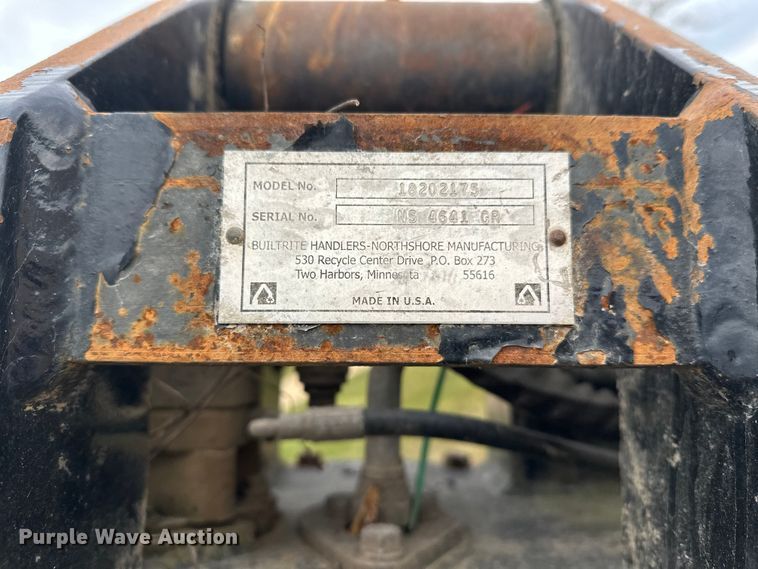 MODEL No. 18202175
SERIAL No. NS 4641 GR
BUILTRITE HANDLERS-NORTHSHORE MANUFACTURING
530 Recycle Center Drive P.O. Box 273
Two Harbors, Minnesota 55616
MADE IN U.S.A.
Purple Wave Auction